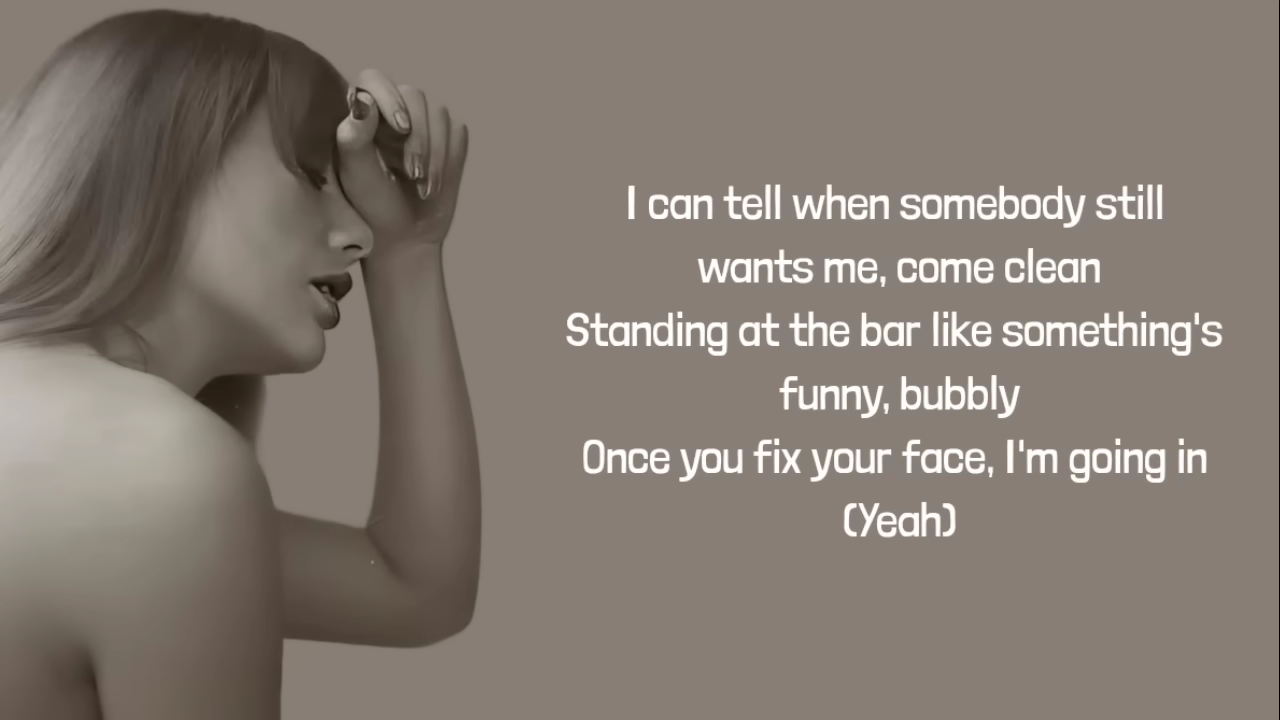 I can tell when somebody still
wants me, come clean
Standing at the bar like something's
funny, bubbly
Once you fix your face, I'm going in
(Yeah)